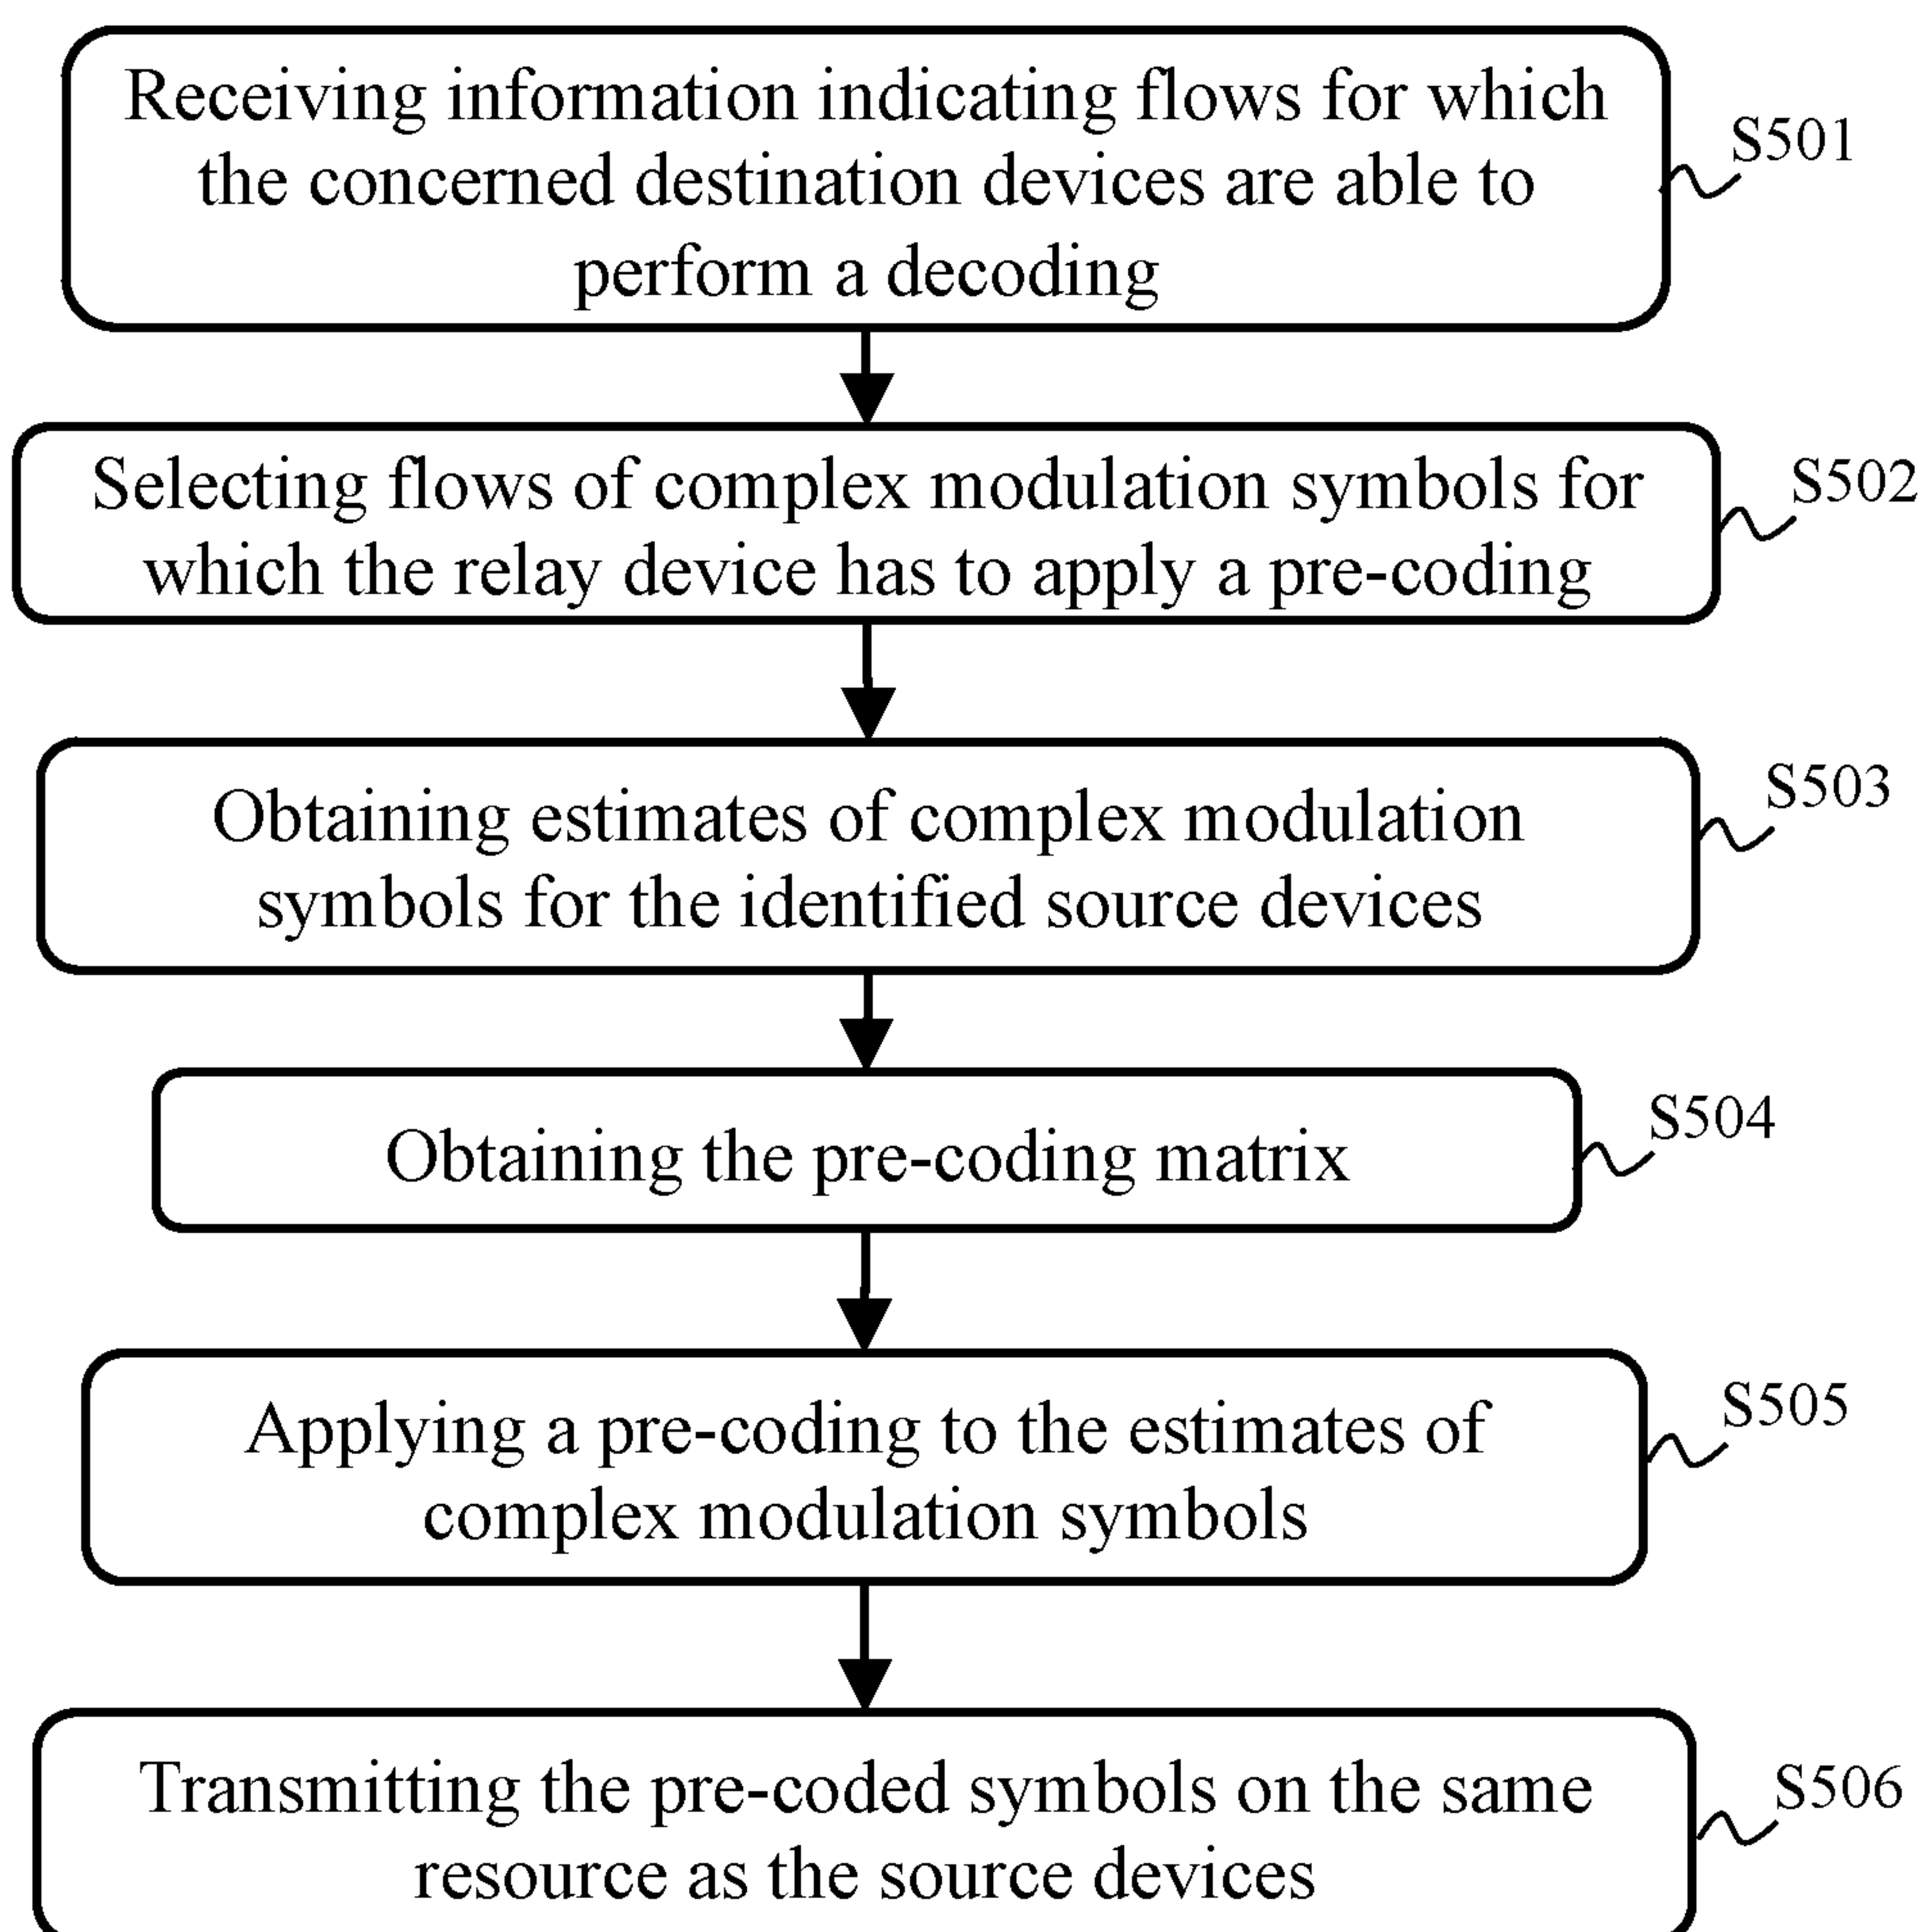 Receiving information indicating flows for which
the concerned destination devices are able to
perform a decoding
S501
Selecting flows of complex modulation symbols for
which the relay device has to apply a pre-coding
S502
Obtaining estimates of complex modulation
symbols for the identified source devices
S503
Obtaining the pre-coding matrix
S504
Applying a pre-coding to the estimates of
complex modulation symbols
S505
Transmitting the pre-coded symbols on the same
resource as the source devices
S506